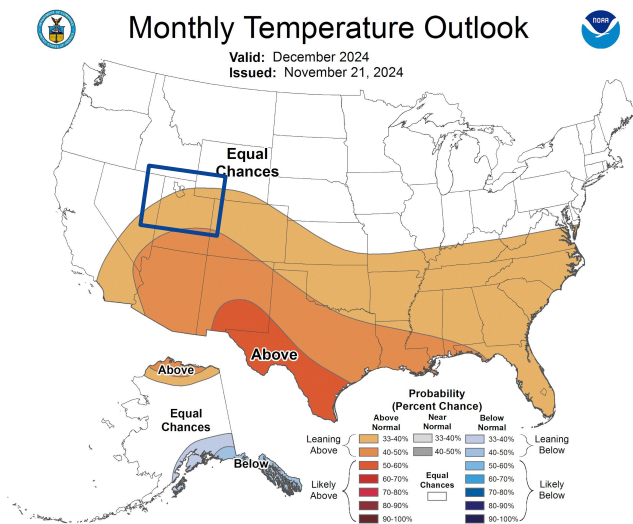 Monthly Temperature Outlook
NOAA
Valid: December 2024
Issued: November 21, 2024
Equal
Chances
Above
Above
Equal
Chances
Below
Probability
(Percent Chance)
Above
Normal
Near
Normal
Below
Normal
Leaning
Above
33-40%
33-40%
33-40%
Leaning
Below
40-50%
40-50%
40-50%
Likely
Above
50-60%
60-70%
70-80%
80-90%
90-100%
Equal
Chances
50-60%
60-70%
70-80%
80-90%
90-100%
Likely
Below